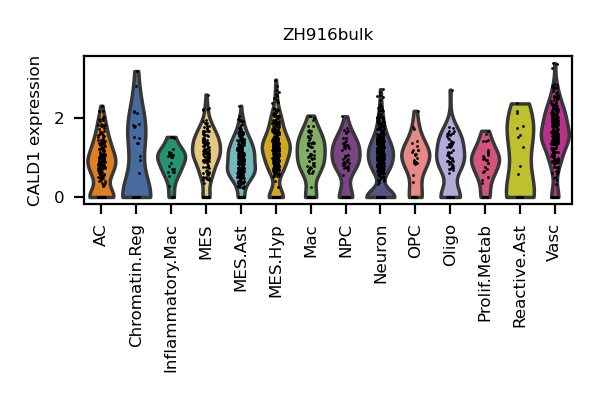 ZH916bulk
CALD1 expression
2
0
AC
Chromatin.Reg
Inflammatory.Mac
MES
MES.Ast
MES.Hyp
Mac
NPC
Neuron
OPC
Oligo
Prolif.Metab
Reactive.Ast
Vasc